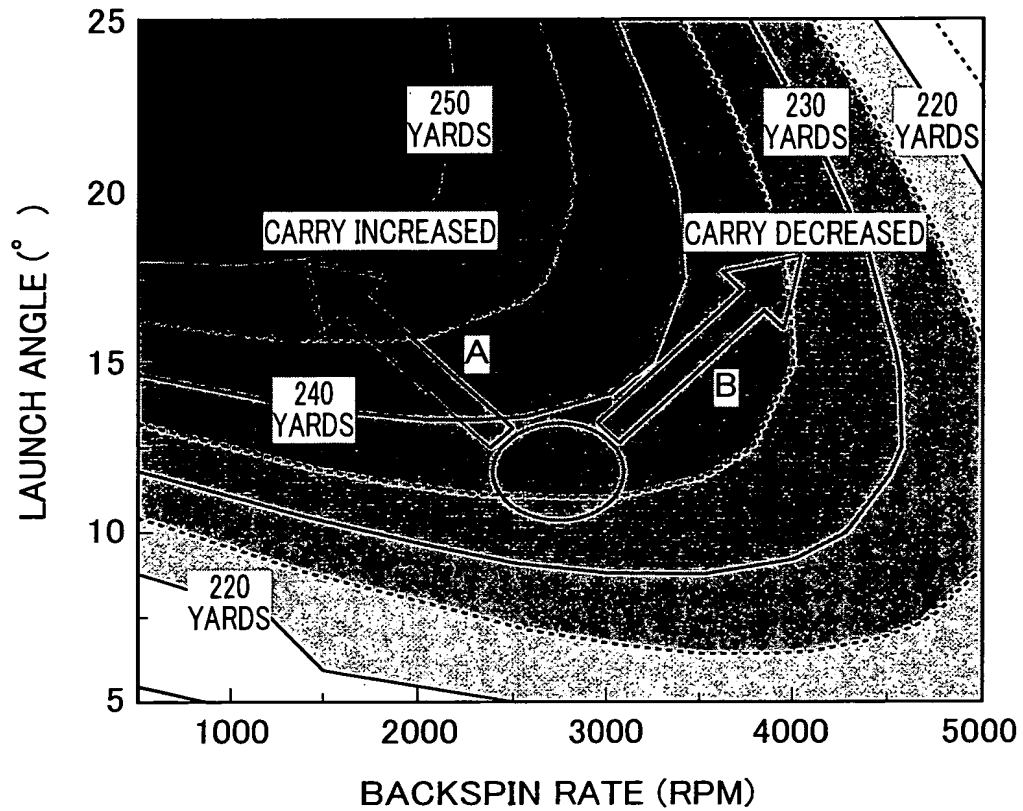 25
20
15
10
5
LAUNCH ANGLE (°)
250
YARDS
230
YARDS
220
YARDS
CARRY INCREASED
CARRY DECREASED
A
B
240
YARDS
220
YARDS
1000
2000
3000
4000
5000
BACKSPIN RATE (RPM)